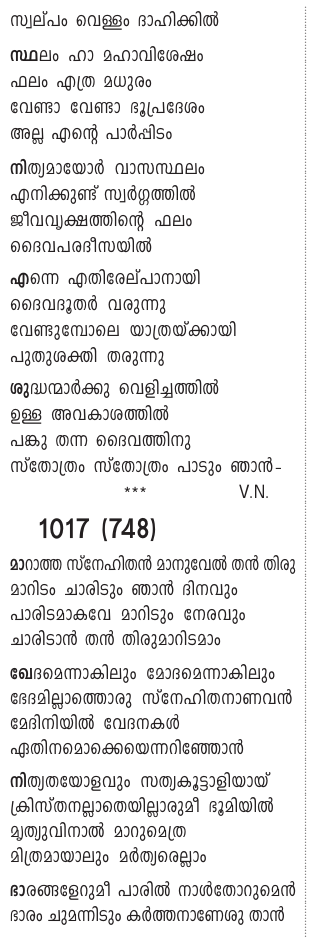 സ്വല്പം വെള്ളം ദാഹിക്കിൽ
സ്ഥലം ഹാ മഹാവിശേഷം
ഫലം എത്ര മധുരം
വേണ്ടാ വേണ്ടാ ഭൂപ്രദേശം
അല്ല എന്റെ പാർപ്പിടം
നിത്യമായോർ വാസസ്ഥലം
എനിക്കുണ്ട് സ്വർഗ്ഗത്തിൽ
ജീവവൃക്ഷത്തിന്റെ ഫലം
ദൈവപരദീസയിൽ
എന്നെ എതിരേല്പാനായി
ദൈവദൂതർ വരുന്നു
വേണ്ടുമ്പോലെ യാത്രയ്ക്കായി
പുതുശക്തി തരുന്നു
ശുദ്ധന്മാർക്കു വെളിച്ചത്തിൽ
ഉള്ള അവകാശത്തിൽ
പങ്കു തന്ന ദൈവത്തിനു
സ്തോത്രം സ്തോത്രം പാടും ഞാൻ-
*** V.N.
1017 (748)
മാറാത്ത സ്നേഹിതൻ മാനുവേൽ തൻ തിരു
മാറിടം ചാരിടും ഞാൻ ദിനവും
പാരിടമാകവേ മാറിടും നേരവും
ചാരിടാൻ തൻ തിരുമാറിടമാം
ഖേദമെന്നാകിലും മോദമെന്നാകിലും
ഭേദമില്ലാത്തൊരു സ്നേഹിതനാണവൻ
മേദിനിയിൽ വേദനകൾ
ഏതിനമൊക്കെയെന്നറിഞ്ഞോൻ
നിത്യതയോളവും സത്യകൂട്ടാളിയായ്
ക്രിസ്തനല്ലാതെയില്ലാരുമീ ഭൂമിയിൽ
മൃത്യുവിനാൽ മാറുമെത്ര
മിത്രമായാലും മർത്യരെല്ലാം
ഭാരങ്ങളേറുമീ പാരിൽ നാൾതോറുമെൻ
ഭാരം ചുമന്നിടും കർത്തനാണേശു താൻ